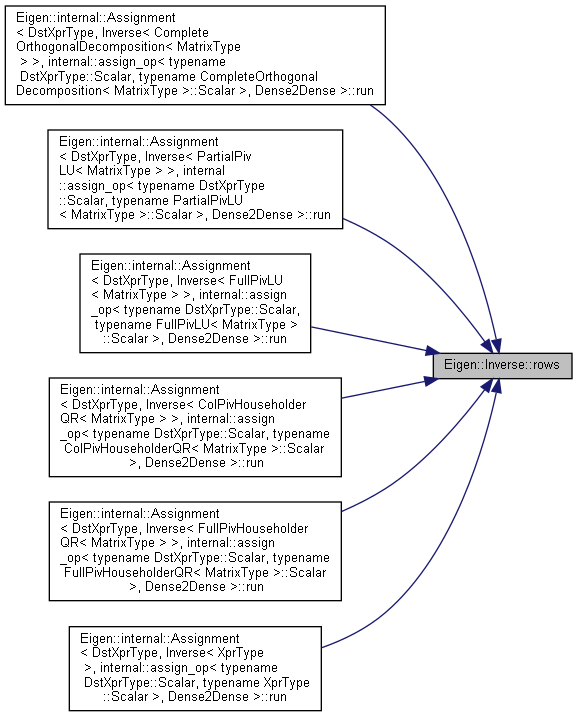 Eigen::internal::Assignment
< DstXprType, Inverse< Complete
OrthogonalDecomposition< MatrixType
> >, internal::assign_op< typename
DstXprType::Scalar, typename CompleteOrthogonal
Decomposition< MatrixType >::Scalar >, Dense2Dense >::run
Eigen::internal::Assignment
< DstXprType, Inverse< PartialPiv
LU< MatrixType > >, internal
::assign_op< typename DstXprType
::Scalar, typename PartialPivLU
< MatrixType >::Scalar >, Dense2Dense >::run
Eigen::internal::Assignment
< DstXprType, Inverse< FullPivLU
< MatrixType > >, internal::assign
_op< typename DstXprType::Scalar,
typename FullPivLU< MatrixType >
::Scalar >, Dense2Dense >::run
Eigen::Inverse::rows
Eigen::internal::Assignment
< DstXprType, Inverse< ColPivHouseholder
QR< MatrixType > >, internal::assign
_op< typename DstXprType::Scalar, typename
ColPivHouseholderQR< MatrixType >::Scalar
>, Dense2Dense >::run
Eigen::internal::Assignment
< DstXprType, Inverse< FullPivHouseholder
QR< MatrixType > >, internal::assign
_op< typename DstXprType::Scalar, typename
FullPivHouseholderQR< MatrixType >::Scalar
>, Dense2Dense >::run
Eigen::internal::Assignment
< DstXprType, Inverse< XprType
>, internal::assign_op< typename
DstXprType::Scalar, typename XprType
::Scalar >, Dense2Dense >::run